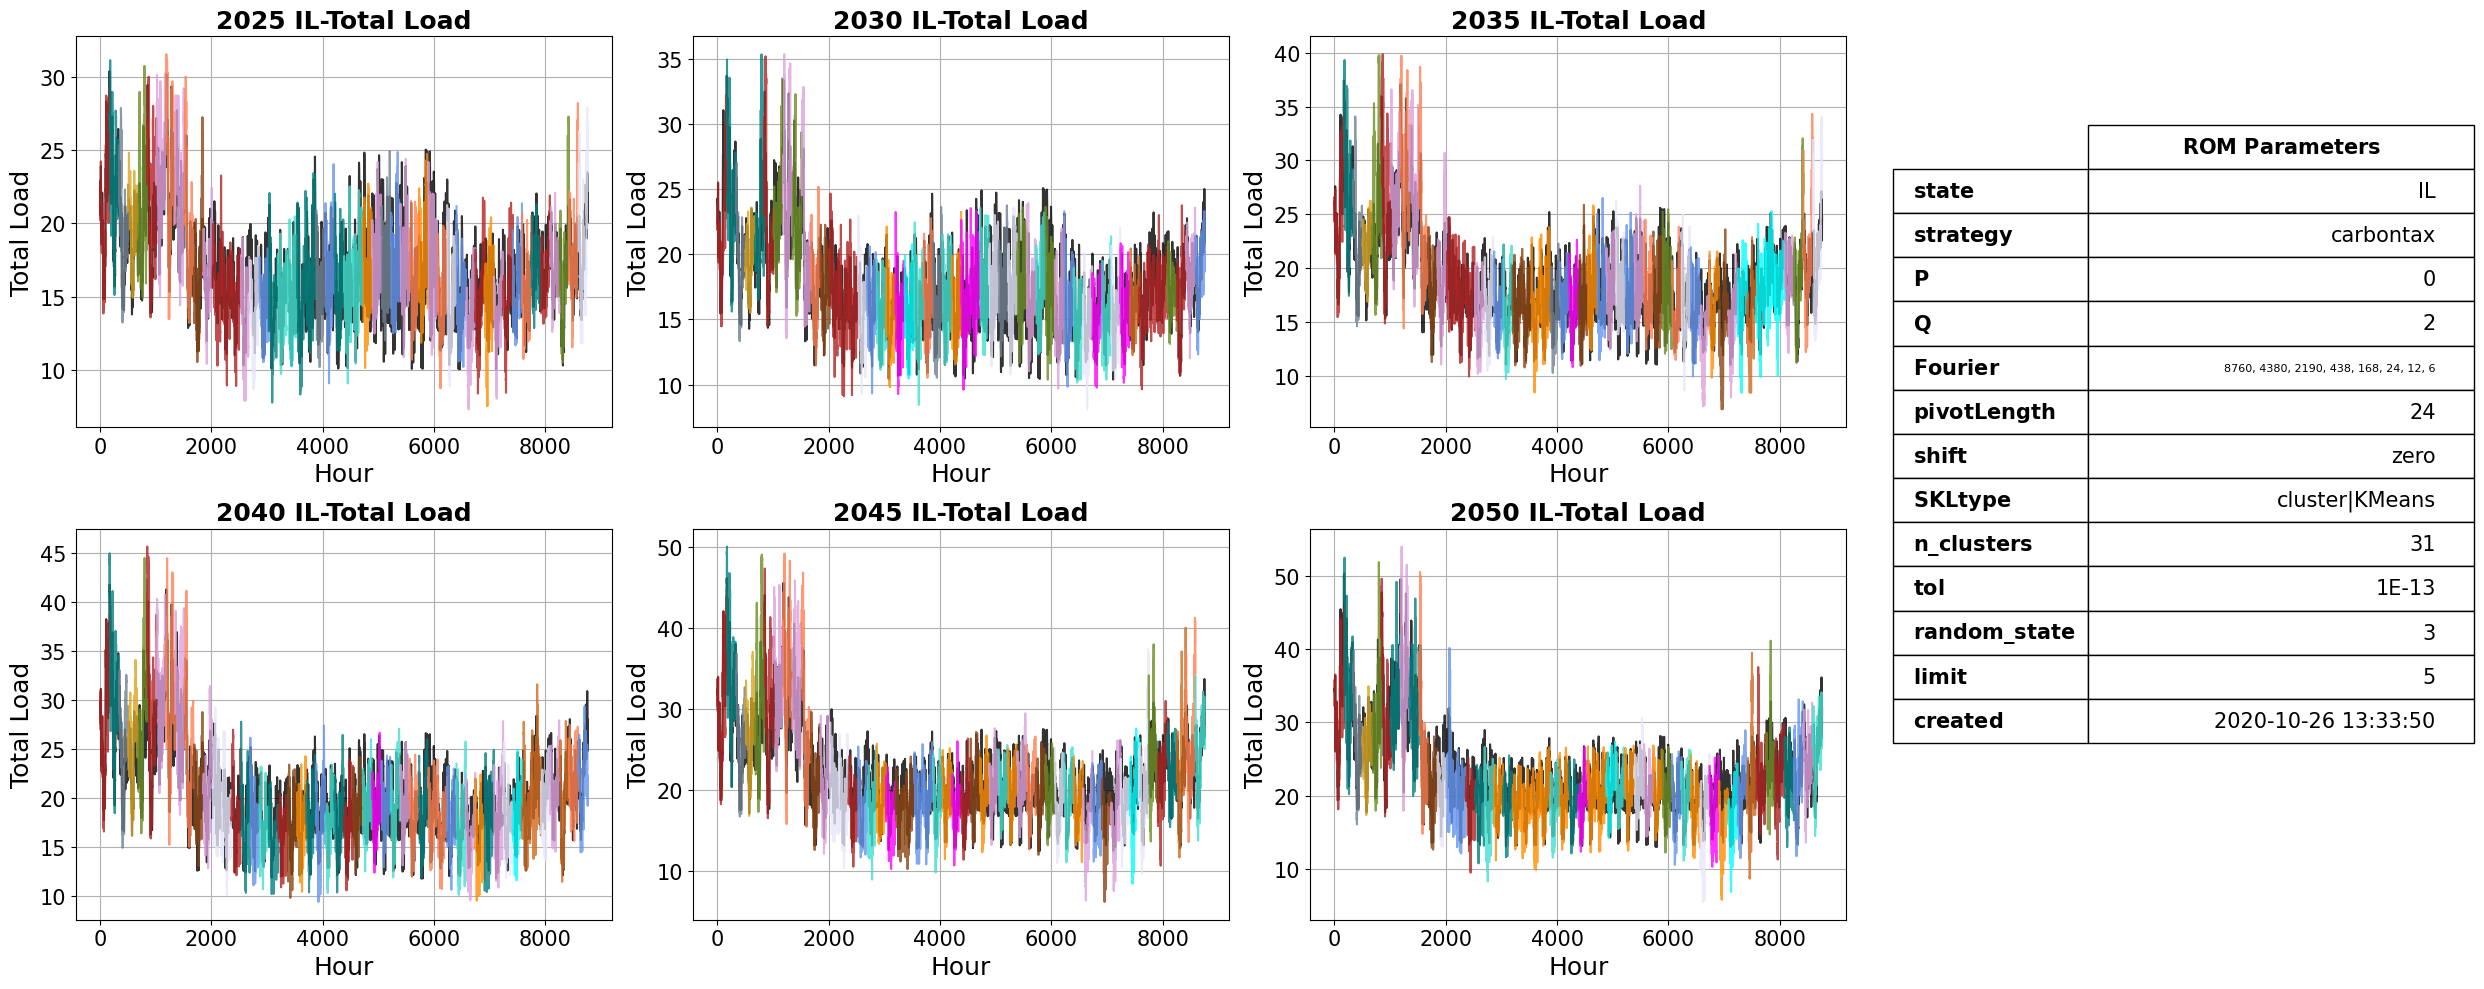 2025 IL-Total Load
Total Load
30
25
20
15
10
0 2000 4000 6000 8000
Hour
2030 IL-Total Load
Total Load
35
30
25
20
15
10
0 2000 4000 6000 8000
Hour
2035 IL-Total Load
Total Load
40
35
30
25
20
15
10
0 2000 4000 6000 8000
Hour
2040 IL-Total Load
Total Load
45
40
35
30
25
20
15
10
0 2000 4000 6000 8000
Hour
2045 IL-Total Load
Total Load
50
40
30
20
10
0 2000 4000 6000 8000
Hour
2050 IL-Total Load
Total Load
50
40
30
20
10
0 2000 4000 6000 8000
Hour
ROM Parameters
state IL
strategy carbontax
P 0
Q 2
Fourier 8760, 4380, 2190, 438, 168, 24, 12, 6
pivotLength 24
shift zero
SKLtype cluster|KMeans
n_clusters 31
tol 1E-13
random_state 3
limit 5
created 2020-10-26 13:33:50